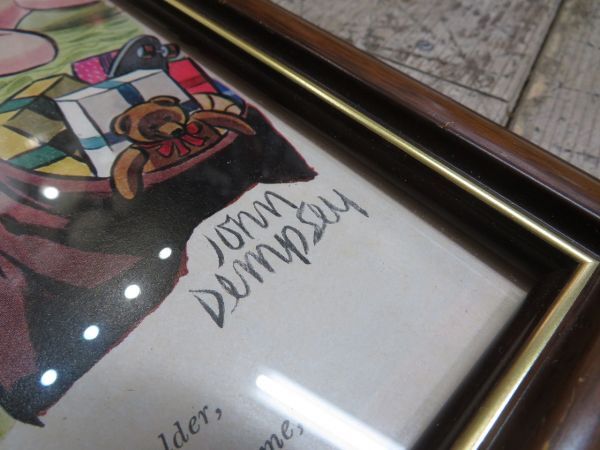 John
Dempsey
lder,
me,